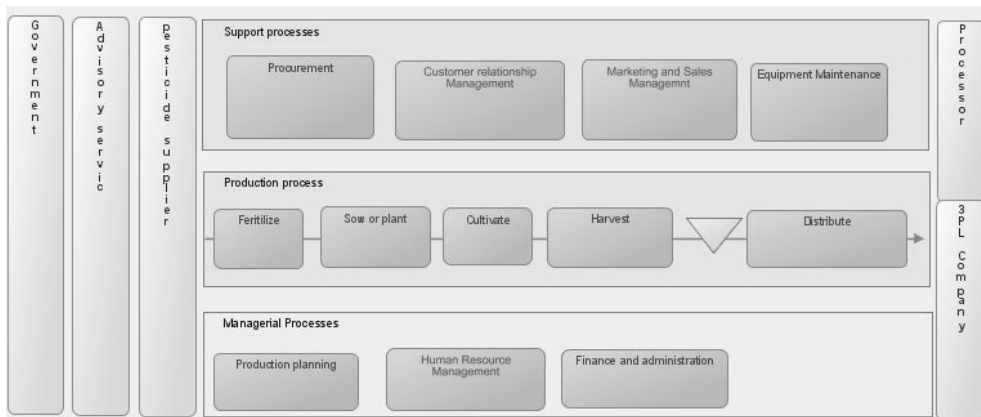 Government
Advisory servic
pesticide supplier
Support processes
Procurement
Customer relationship
Management
Marketing and Sales
Managemnt
Equipment Maintenance
Production process
Feritilize
Sow or plant
Cultivate
Harvest
Distribute
Managerial Processes
Production planning
Human Resource
Management
Finance and administration
Processor
3PL Company